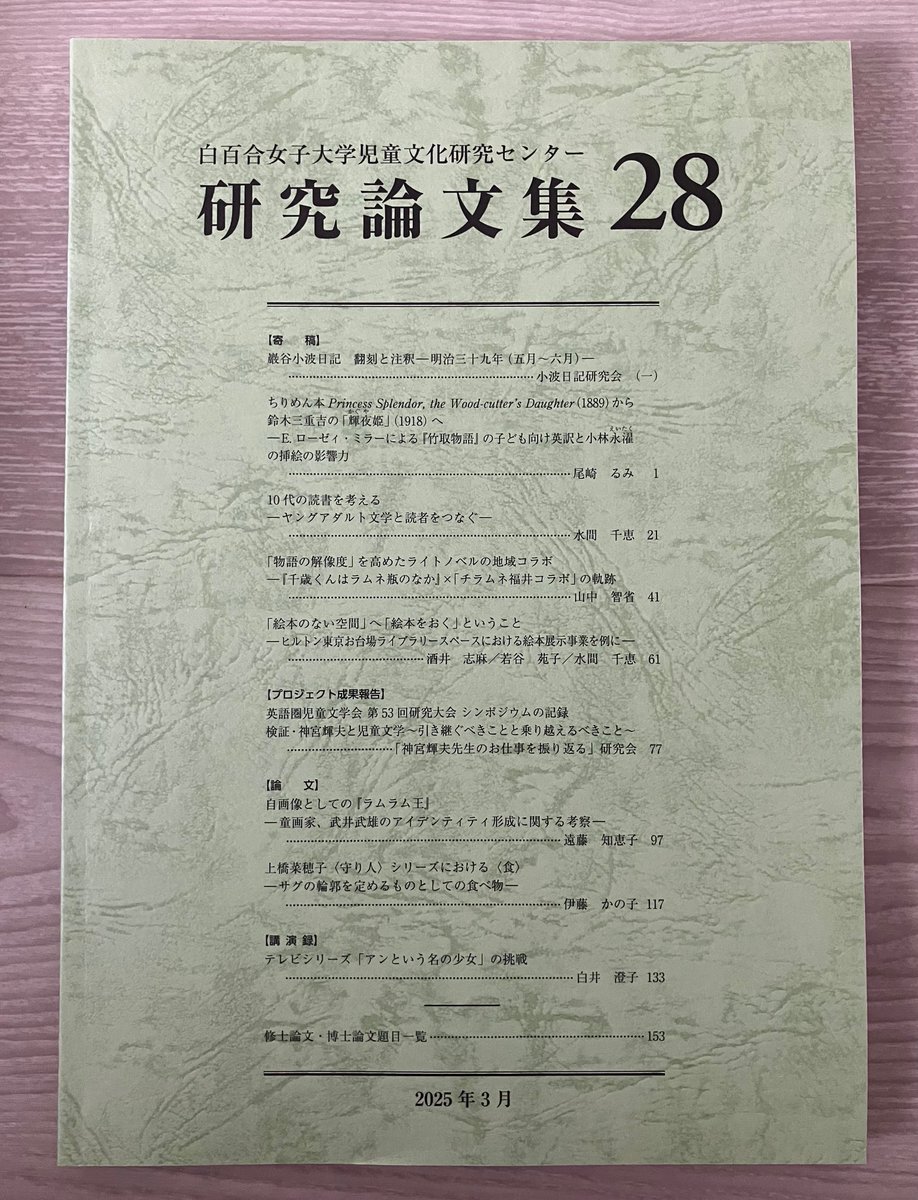 白百合女子大学児童文化研究センター
研究論文集 28
【寄　稿】
巖谷小波日記　翻刻と注釈―明治三十九年（五月～六月）―
小波日記研究会　（一）
ちりめん本 Princess Splendor, the Wood-cutter's Daughter (1889) から
鈴木三重吉の「輝夜姫」(1918) へ
かぐや
―E. ローゼィ・ミラーによる『竹取物語』の子ども向け英訳と小林永濯
えいたく
の挿絵の影響力
尾崎　るみ　1
10代の読書を考える
―ヤングアダルト文学と読者をつなぐ―
水間　千恵　21
「物語の解像度」を高めたライトノベルの地域コラボ
―『千歳くんはラムネ瓶のなか』×「チラムネ福井コラボ」の軌跡
山中　智省　41
「絵本のない空間」へ「絵本をおく」ということ
―ヒルトン東京お台場ライブラリースペースにおける絵本展示事業を例に―
酒井　志麻／若谷　苑子／水間　千恵　61
【プロジェクト成果報告】
英語圏児童文学会 第53回研究大会 シンポジウムの記録
検証・神宮輝夫と児童文学～引き継ぐべきことと乗り越えるべきこと～
「神宮輝夫先生のお仕事を振り返る」研究会　77
【論　文】
自画像としての『ラムラム王』
―童画家、武井武雄のアイデンティティ形成に関する考察―
遠藤　知恵子　97
上橋菜穂子〈守り人〉シリーズにおける〈食〉
―サグの輪郭を定めるものとしての食べ物―
伊藤　かの子　117
【講 演 録】
テレビシリーズ「アンという名の少女」の挑戦
白井　澄子　133
修士論文・博士論文題目一覧 153
2025年3月